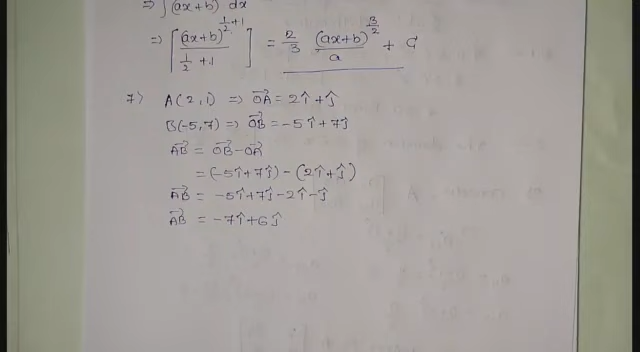 ⇒ ∫(ax+b) dx
⇒ [(ax+b)^(1/2+1) / (1/2 +1)] = 2/3 (ax+b)^(3/2) / a + C
7) A(2,1) ⇒ OA = 2î+ĵ
B(-5,7) ⇒ OB = -5î+7ĵ
AB = OB-OA
= (-5î+7ĵ) - (2î+ĵ)
AB = -5î+7ĵ-2î-ĵ
AB = -7î+6ĵ